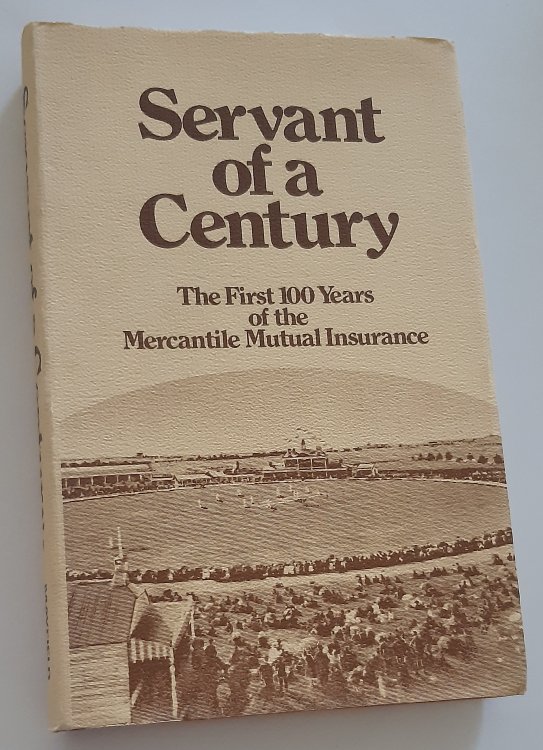 Servant
of a
Century
The First 100 Years
of the
Mercantile Mutual Insurance